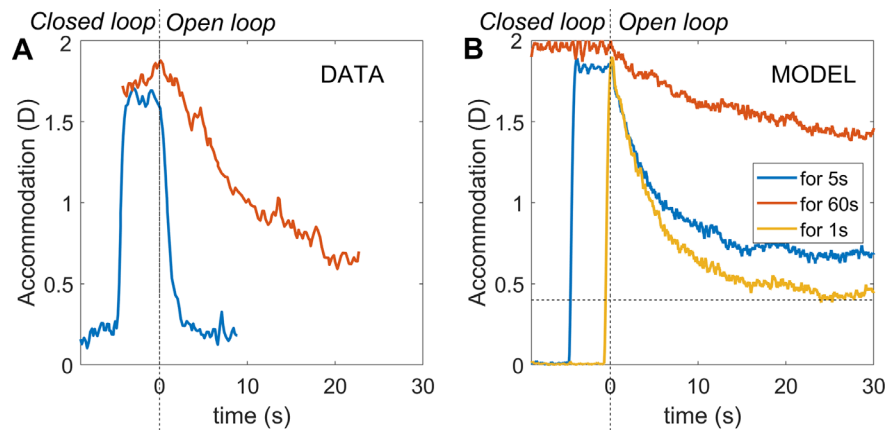 Closed loop Open loop
A
DATA
Accommodation (D)
2
1.5
1
0.5
0
0 10 20 30
time (s)
Closed loop Open loop
B
MODEL
Accommodation (D)
2
1.5
1
0.5
0
for 5s
for 60s
for 1s
0 10 20 30
time (s)